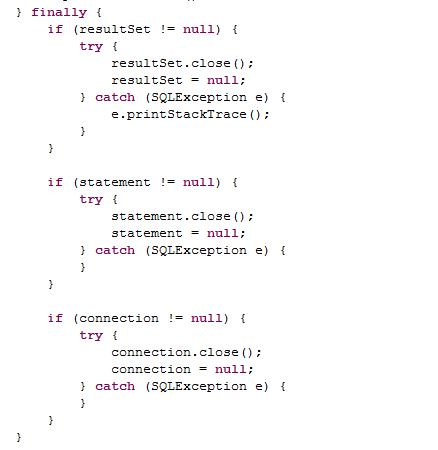 } finally {
    if (resultSet != null) {
        try {
            resultSet.close();
            resultSet = null;
        } catch (SQLException e) {
            e.printStackTrace();
        }
    }

    if (statement != null) {
        try {
            statement.close();
            statement = null;
        } catch (SQLException e) {
        }
    }

    if (connection != null) {
        try {
            connection.close();
            connection = null;
        } catch (SQLException e) {
        }
    }
}